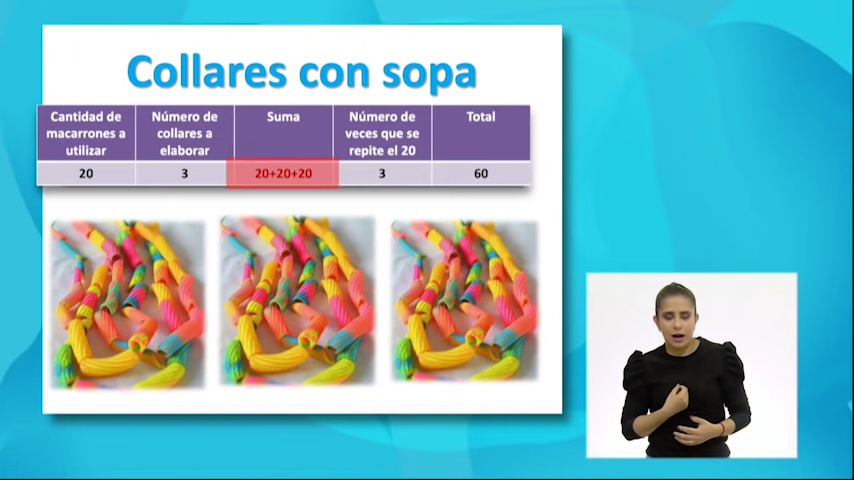 Collares con sopa
Cantidad de macarrones a utilizar
Número de collares a elaborar
Suma
Número de veces que se repite el 20
Total
20
3
20+20+20
3
60